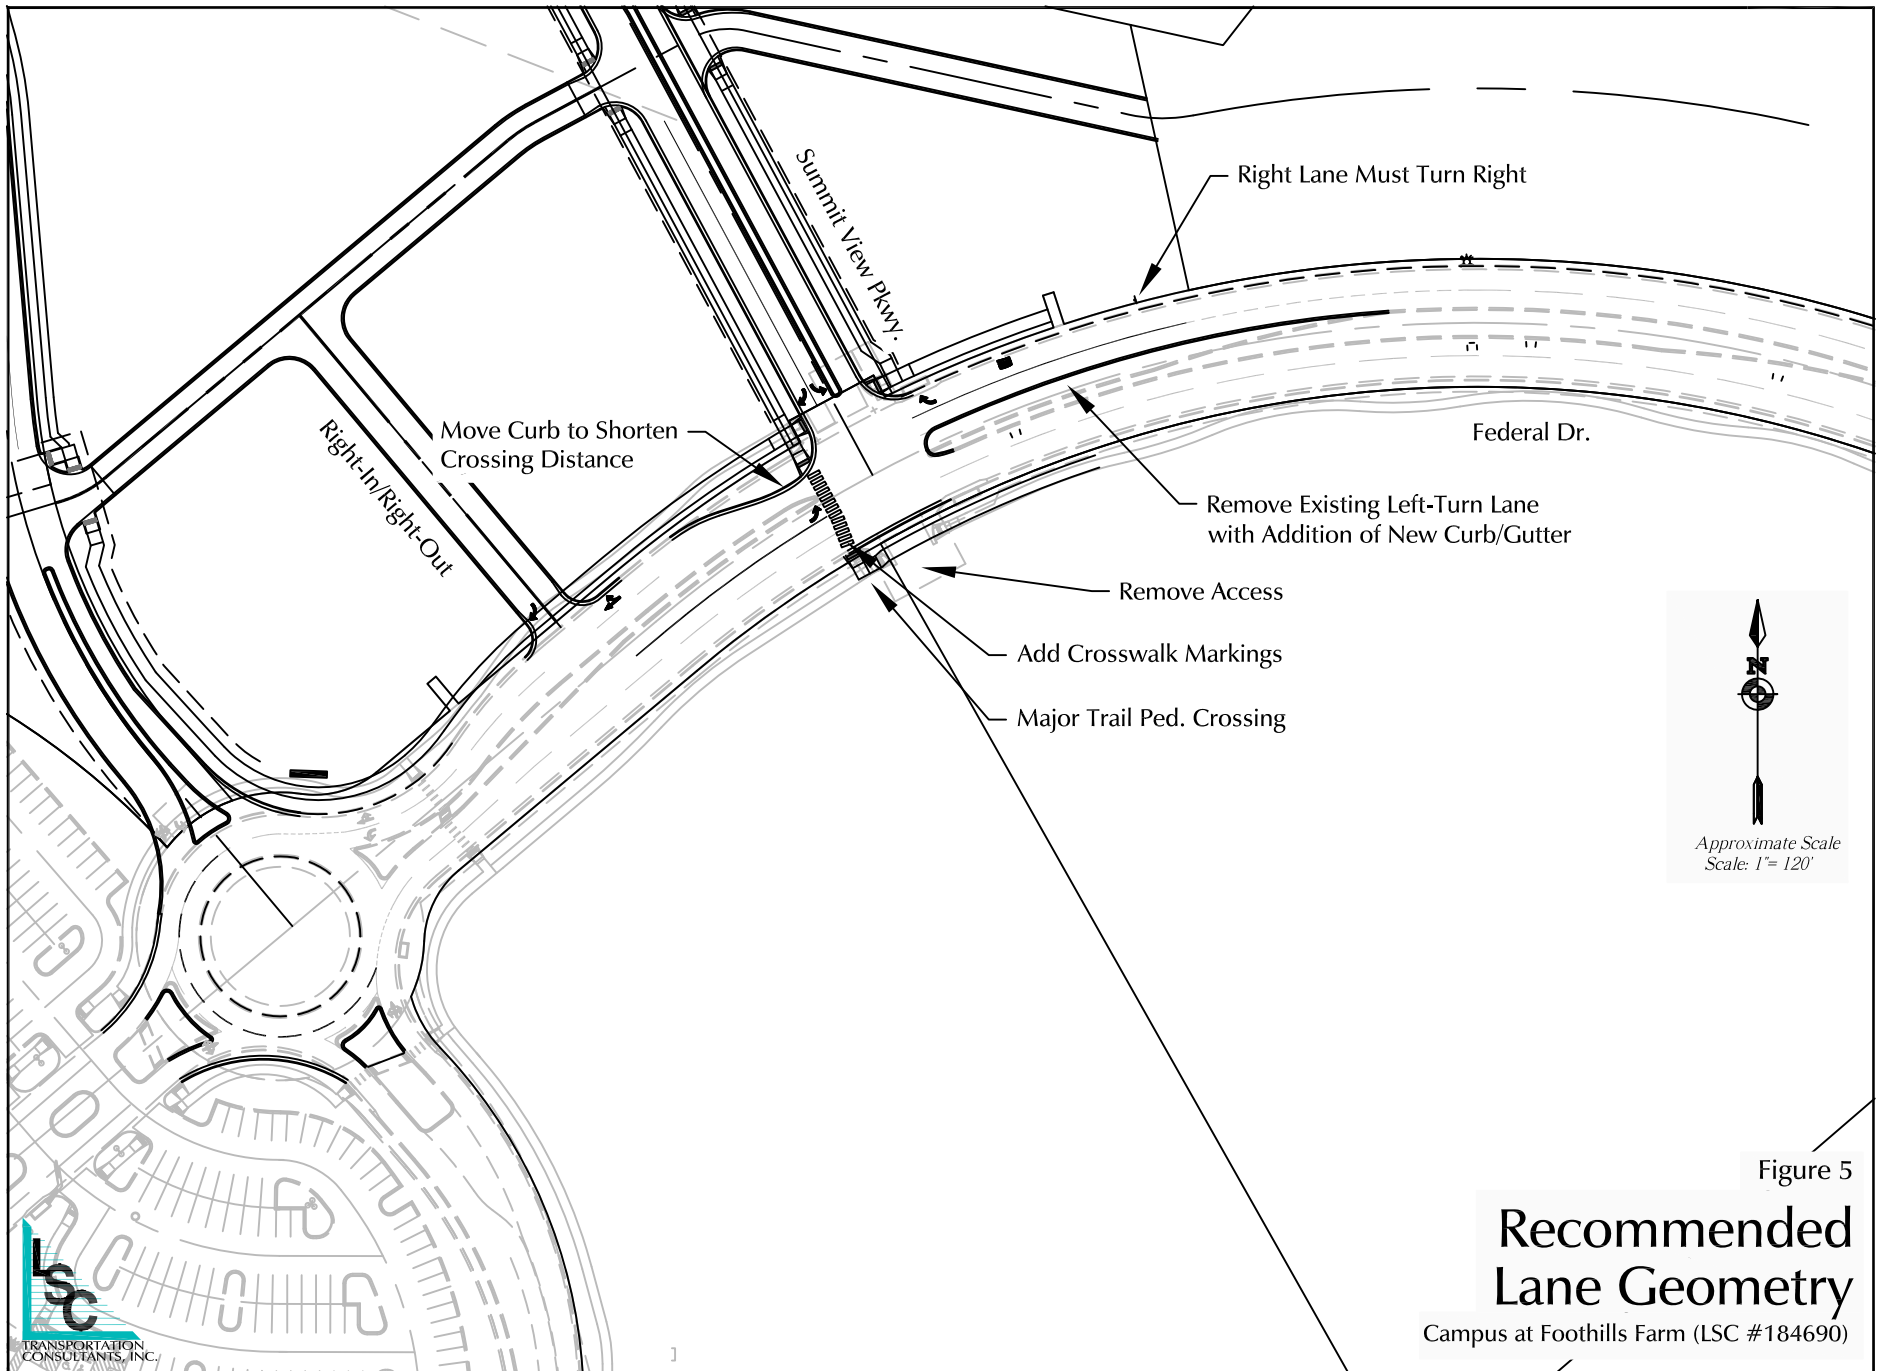 Summit View Pkwy.
Right Lane Must Turn Right
Right-In/Right-Out
Move Curb to Shorten
Crossing Distance
Federal Dr.
Remove Existing Left-Turn Lane
with Addition of New Curb/Gutter
Remove Access
Add Crosswalk Markings
Major Trail Ped. Crossing
N
Approximate Scale
Scale: 1"= 120'
Figure 5
Recommended
Lane Geometry
Campus at Foothills Farm (LSC #184690)
LSC
TRANSPORTATION
CONSULTANTS, INC.